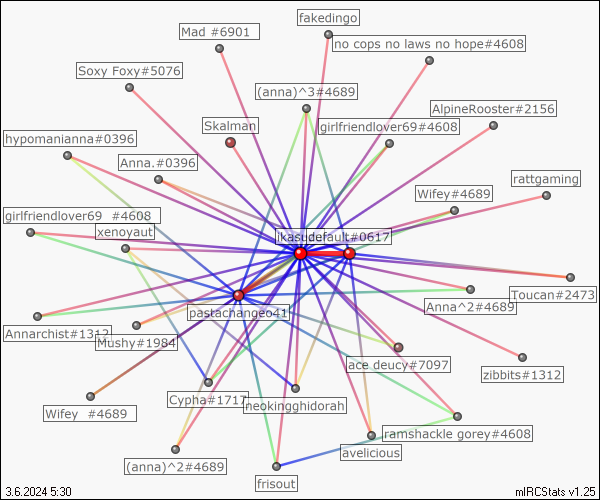 fakedingo
Mad #6901
no cops no laws no hope#4608
Soxy Foxy#5076
(anna)^3#4689
AlpineRooster#2156
Skalman
girlfriendlover69#4608
hypomanianna#0396
Anna.#0396
rattgaming
Wifey#4689
girlfriendlover69 _#4608
xenoyaut
ikasudefault#0617
Toucan#2473
Anna^2#4689
pastachangeo41
Annarchist#1312
Mushy#1984
ace deucy#7097
zibbits#1312
Cypha#1717
neokingghidorah
Wifey _#4689
ramshackle gorey#4608
avelicious
(anna)^2#4689
frisout
3.6.2024 5:30
mIRCStats v1.25